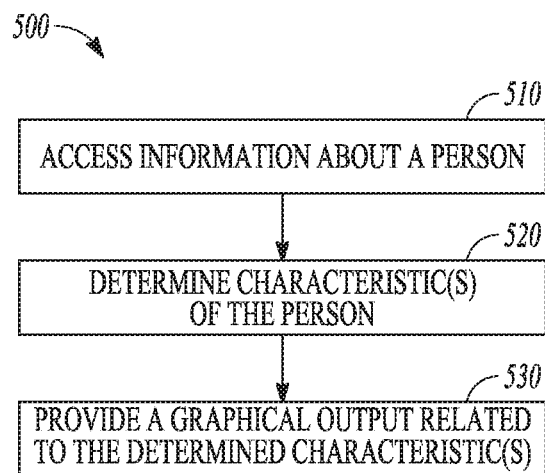 500
510
ACCESS INFORMATION ABOUT A PERSON
520
DETERMINE CHARACTERISTIC(S)
OF THE PERSON
530
PROVIDE A GRAPHICAL OUTPUT RELATED
TO THE DETERMINED CHARACTERISTIC(S)